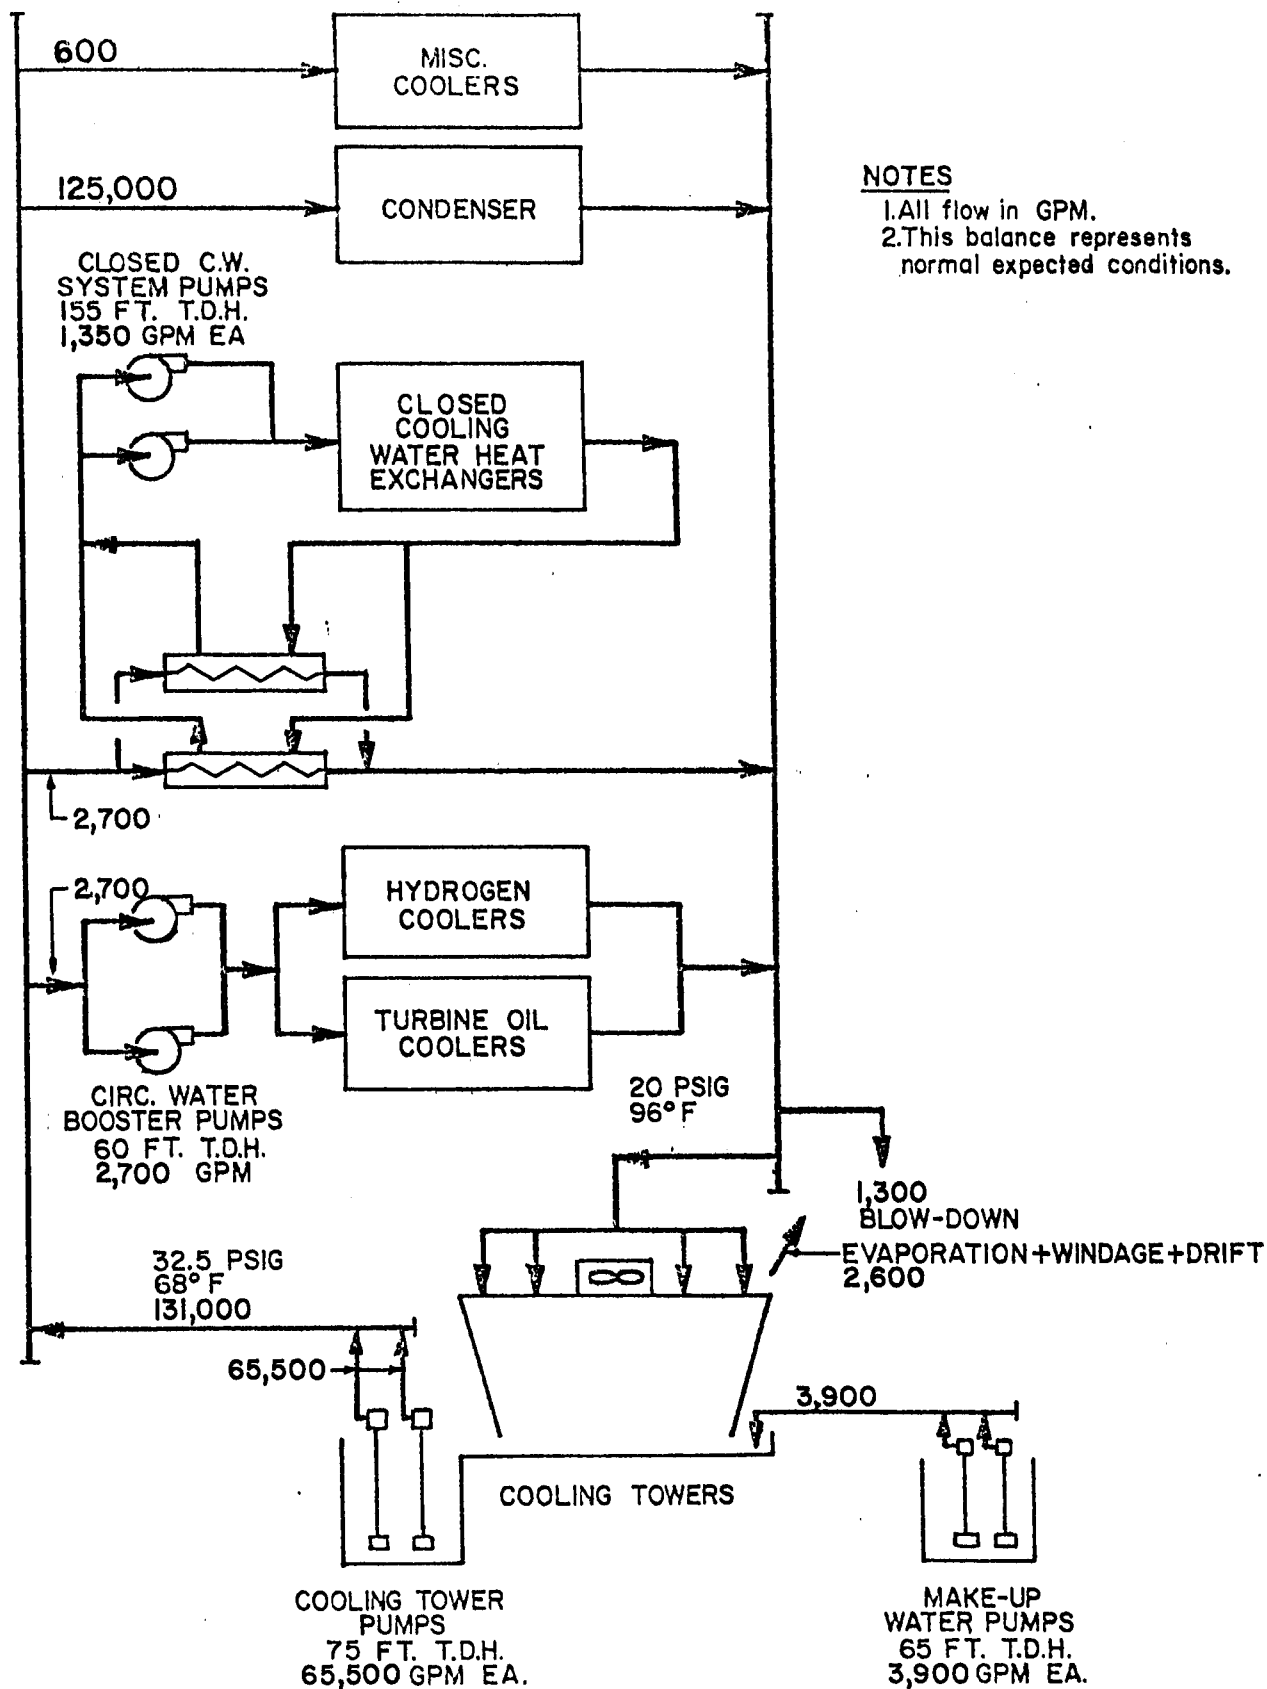 600
MISC.
COOLERS
125,000
CONDENSER
NOTES
1.All flow in GPM.
2.This balance represents
normal expected conditions.
CLOSED C.W.
SYSTEM PUMPS
155 FT. T.D.H.
1,350 GPM EA
CLOSED
COOLING
WATER HEAT
EXCHANGERS
2,700
2,700
HYDROGEN
COOLERS
TURBINE OIL
COOLERS
CIRC. WATER
BOOSTER PUMPS
60 FT. T.D.H.
2,700 GPM
20 PSIG
96°F
1,300
BLOW-DOWN
EVAPORATION+WINDAGE+DRIFT
2,600
32.5 PSIG
68°F
131,000
65,500
3,900
COOLING TOWERS
COOLING TOWER
PUMPS
75 FT. T.D.H.
65,500 GPM EA.
MAKE-UP
WATER PUMPS
65 FT. T.D.H.
3,900 GPM EA.